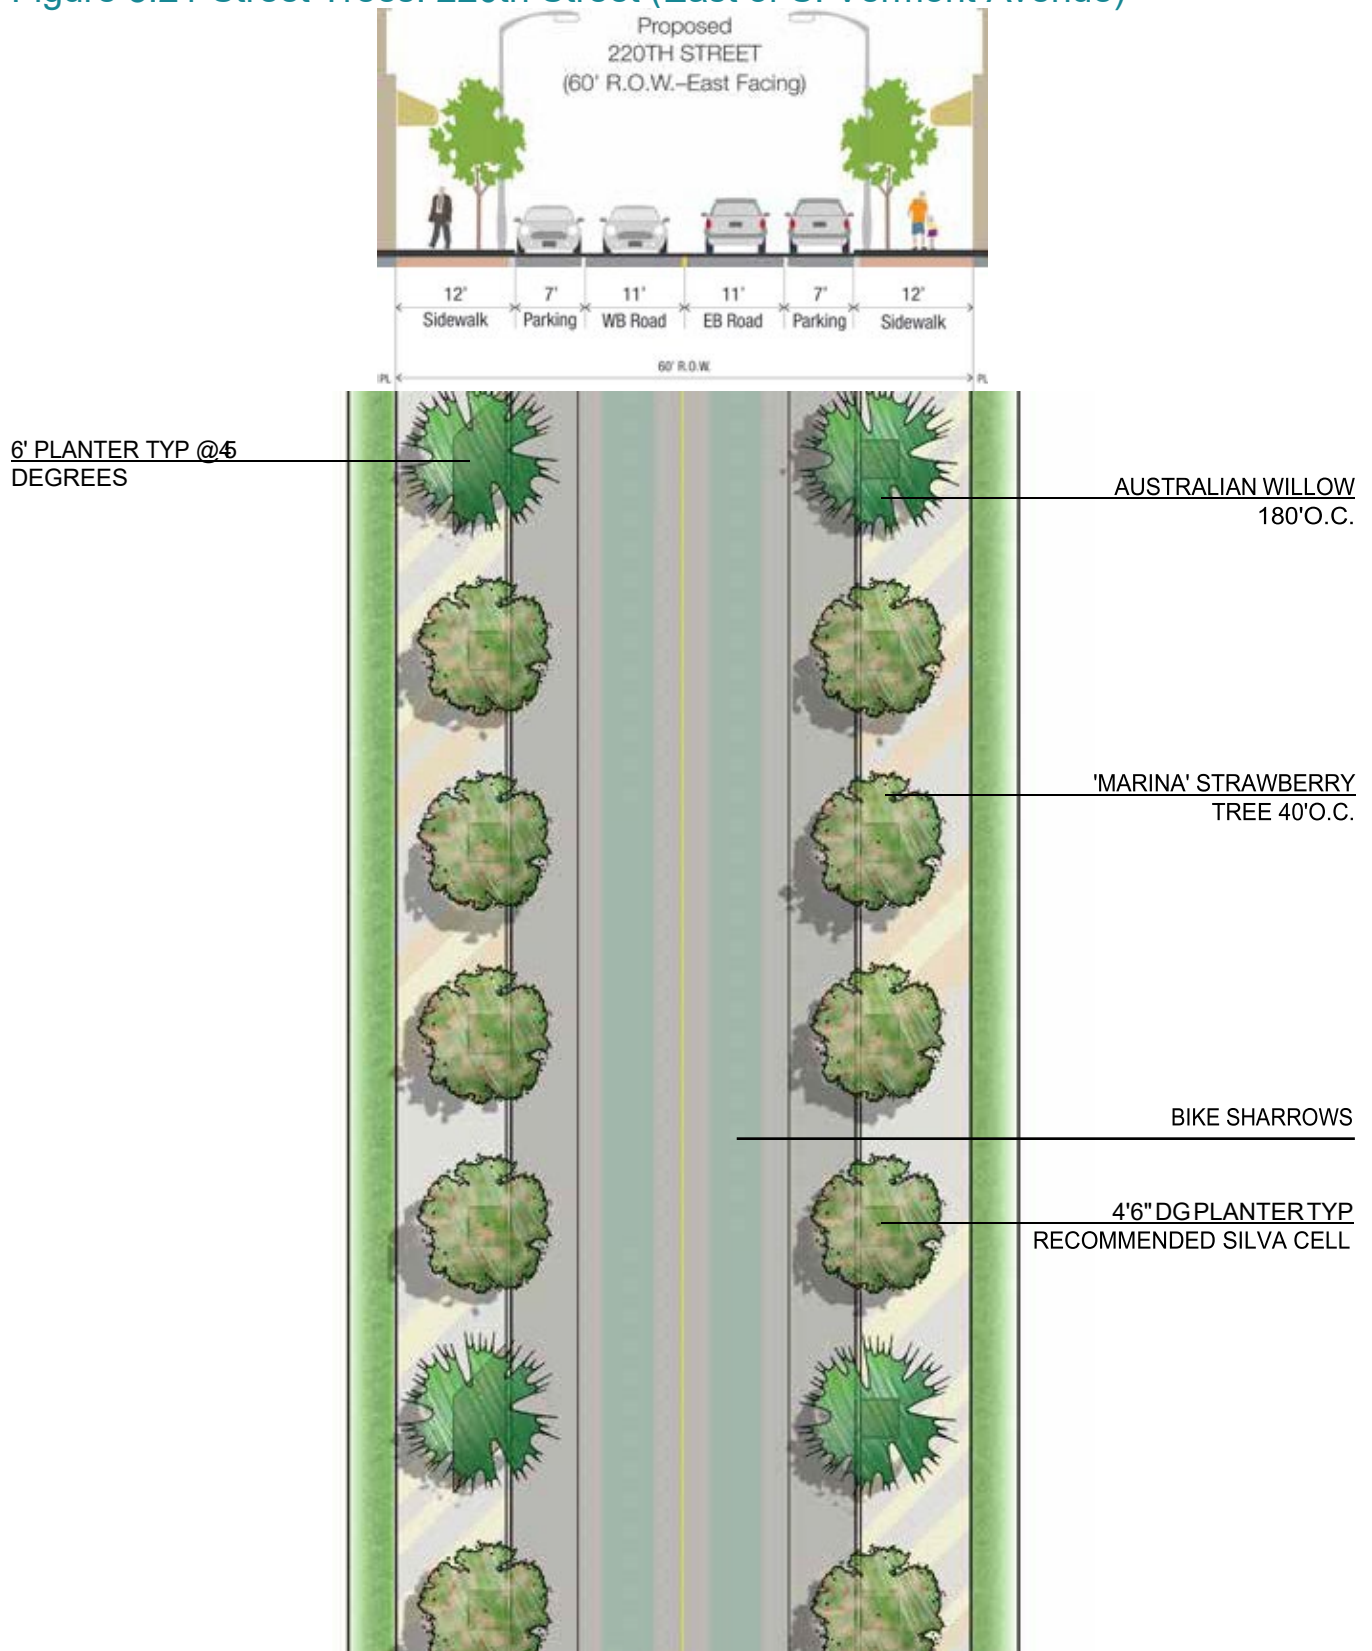 Proposed
220TH STREET
(60' R.O.W.–East Facing)
12' 7' 11' 11' 7' 12'
Sidewalk Parking WB Road EB Road Parking Sidewalk
60' R.O.W.
PL PL
6' PLANTER TYP @45
DEGREES
AUSTRALIAN WILLOW
180'O.C.
'MARINA' STRAWBERRY
TREE 40'O.C.
BIKE SHARROWS
4'6" DG PLANTER TYP
RECOMMENDED SILVA CELL